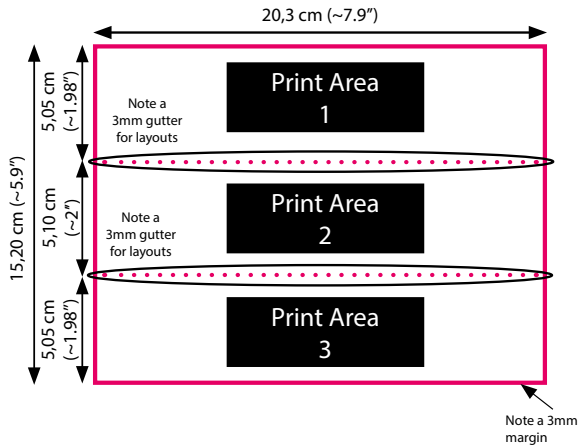 20,3 cm (~7.9”)
15,20 cm (~5.9”)
5,05 cm
(~1.98”)
Note a
3mm gutter
for layouts
Print Area
1
5,10 cm
(~2”)
Note a
3mm gutter
for layouts
Print Area
2
5,05 cm
(~1.98”)
Print Area
3
Note a 3mm
margin